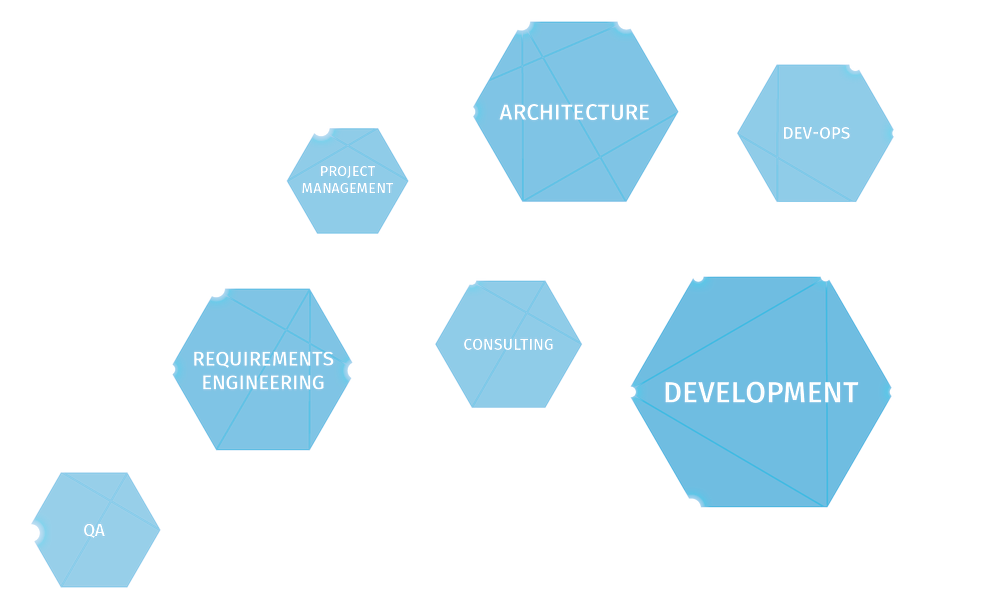 ARCHITECTURE
DEV-OPS
PROJECT
MANAGEMENT
REQUIREMENTS
ENGINEERING
CONSULTING
DEVELOPMENT
QA